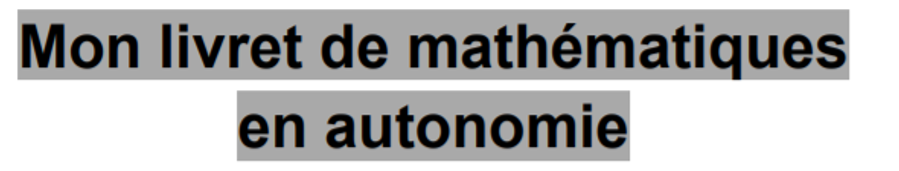 Mon livret de mathématiques
en autonomie